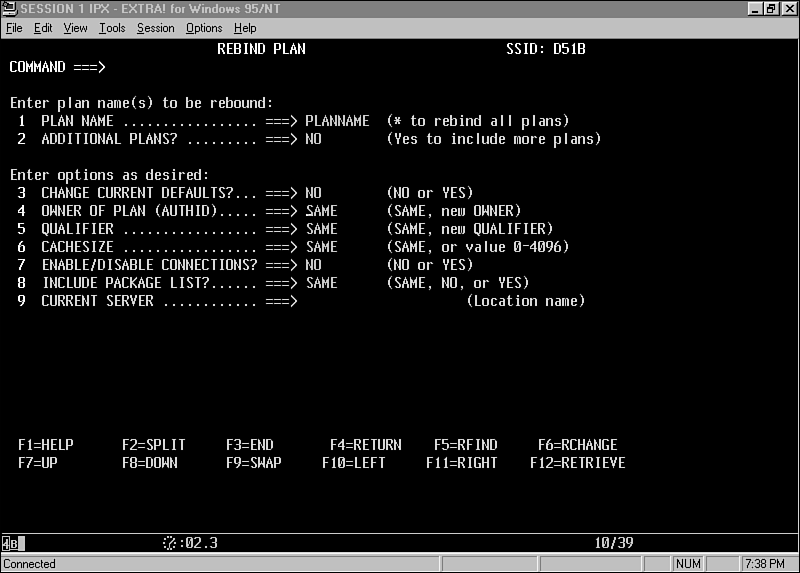 SESSION 1 IPX - EXTRA! for Windows 95/NT
File Edit View Tools Session Options Help
REBIND PLAN SSID: D51B
COMMAND ===>
Enter plan name(s) to be rebound:
1 PLAN NAME ................. ===> PLANNAME (* to rebind all plans)
2 ADDITIONAL PLANS? ......... ===> NO (Yes to include more plans)
Enter options as desired:
3 CHANGE CURRENT DEFAULTS?... ===> NO (NO or YES)
4 OWNER OF PLAN (AUTHID)..... ===> SAME (SAME, new OWNER)
5 QUALIFIER ................. ===> SAME (SAME, new QUALIFIER)
6 CACHESIZE ................. ===> SAME (SAME, or value 0-4096)
7 ENABLE/DISABLE CONNECTIONS? ===> NO (NO or YES)
8 INCLUDE PACKAGE LIST?...... ===> SAME (SAME, NO, or YES)
9 CURRENT SERVER ............ ===> (Location name)
F1=HELP F2=SPLIT F3=END F4=RETURN F5=RFIND F6=RCHANGE
F7=UP F8=DOWN F9=SWAP F10=LEFT F11=RIGHT F12=RETRIEVE
4B :02.3 10/39
Connected NUM 7:38 PM